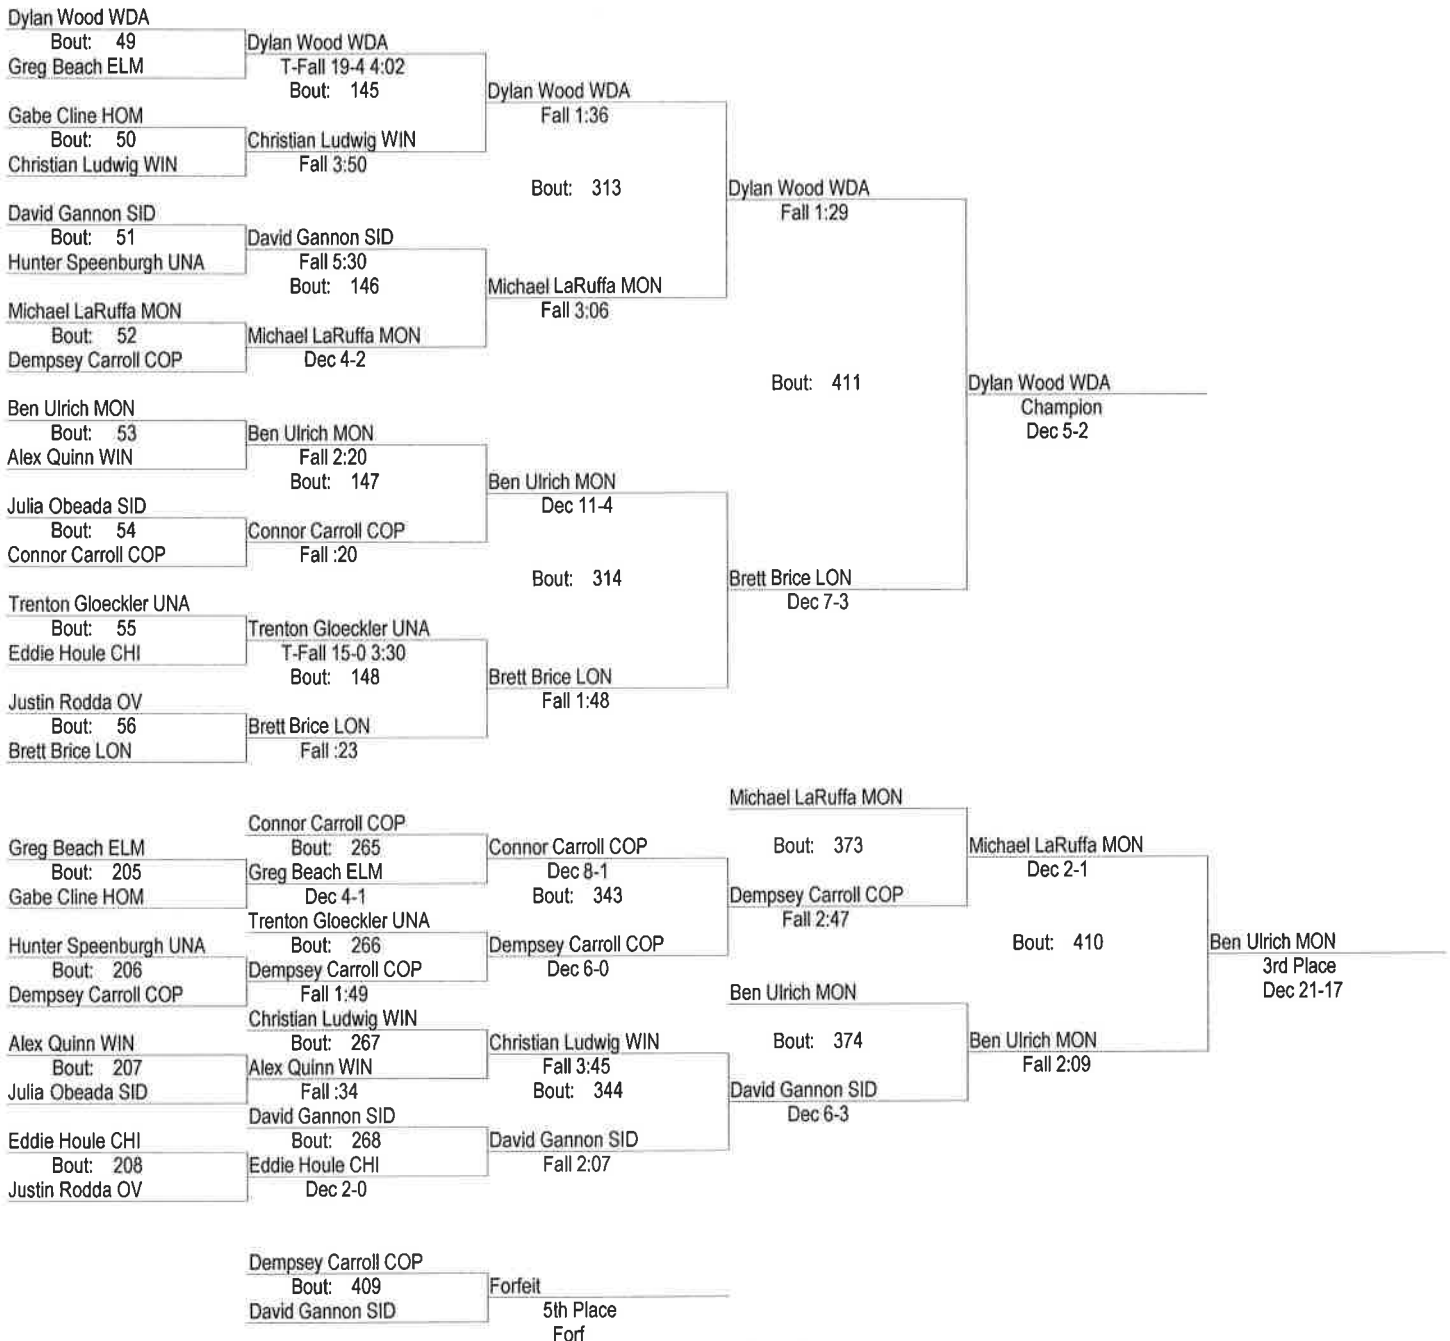 Dylan Wood WDA
Bout: 49
Greg Beach ELM
Gabe Cline HOM
Bout: 50
Christian Ludwig WIN
David Gannon SID
Bout: 51
Hunter Speenburgh UNA
Michael LaRuffa MON
Bout: 52
Dempsey Carroll COP
Ben Ulrich MON
Bout: 53
Alex Quinn WIN
Julia Obeada SID
Bout: 54
Connor Carroll COP
Trenton Gloeckler UNA
Bout: 55
Eddie Houle CHI
Justin Rodda OV
Bout: 56
Brett Brice LON
Dylan Wood WDA
T-Fall 19-4 4:02
Bout: 145
Christian Ludwig WIN
Fall 3:50
David Gannon SID
Fall 5:30
Bout: 146
Michael LaRuffa MON
Dec 4-2
Ben Ulrich MON
Fall 2:20
Bout: 147
Connor Carroll COP
Fall :20
Trenton Gloeckler UNA
T-Fall 15-0 3:30
Bout: 148
Brett Brice LON
Fall :23
Dylan Wood WDA
Fall 1:36
Bout: 313
Michael LaRuffa MON
Fall 3:06
Ben Ulrich MON
Dec 11-4
Bout: 314
Brett Brice LON
Fall 1:48
Dylan Wood WDA
Fall 1:29
Bout: 411
Brett Brice LON
Dec 7-3
Dylan Wood WDA
Champion
Dec 5-2
Greg Beach ELM
Bout: 205
Gabe Cline HOM
Hunter Speenburgh UNA
Bout: 206
Dempsey Carroll COP
Alex Quinn WIN
Bout: 207
Julia Obeada SID
Eddie Houle CHI
Bout: 208
Justin Rodda OV
Connor Carroll COP
Bout: 265
Greg Beach ELM
Dec 4-1
Trenton Gloeckler UNA
Bout: 266
Dempsey Carroll COP
Fall 1:49
Christian Ludwig WIN
Bout: 267
Alex Quinn WIN
Fall :34
David Gannon SID
Bout: 268
Eddie Houle CHI
Dec 2-0
Connor Carroll COP
Dec 8-1
Bout: 343
Dempsey Carroll COP
Dec 6-0
Christian Ludwig WIN
Fall 3:45
Bout: 344
David Gannon SID
Fall 2:07
Michael LaRuffa MON
Bout: 373
Dempsey Carroll COP
Fall 2:47
Ben Ulrich MON
Bout: 374
David Gannon SID
Dec 6-3
Michael LaRuffa MON
Dec 2-1
Bout: 410
Ben Ulrich MON
Fall 2:09
Ben Ulrich MON
3rd Place
Dec 21-17
Dempsey Carroll COP
Bout: 409
David Gannon SID
Forfeit
5th Place
Forf